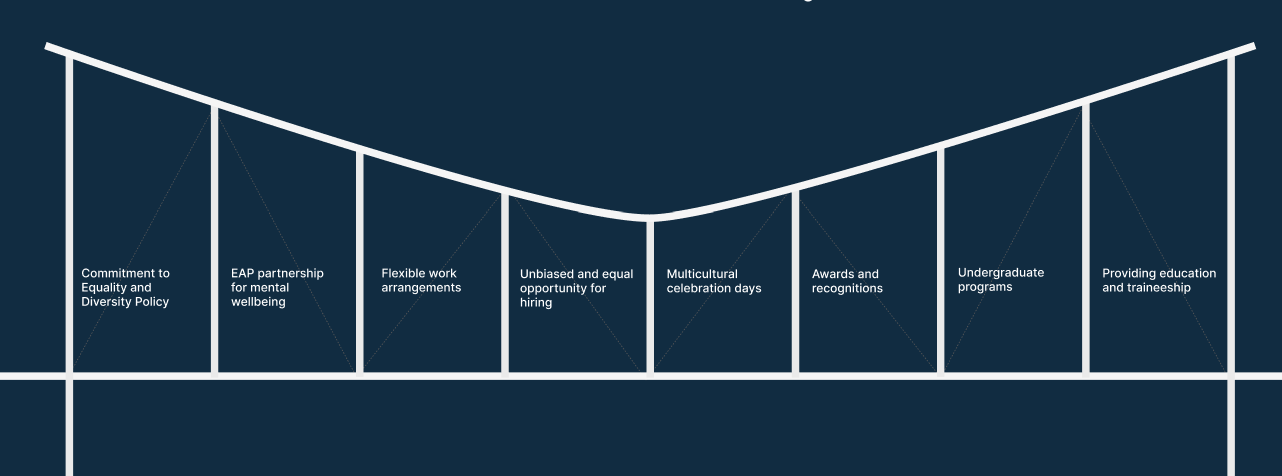 Commitment to
Equality and
Diversity Policy
EAP partnership
for mental
wellbeing
Flexible work
arrangements
Unbiased and equal
opportunity for
hiring
Multicultural
celebration days
Awards and
recognitions
Undergraduate
programs
Providing education
and traineeship